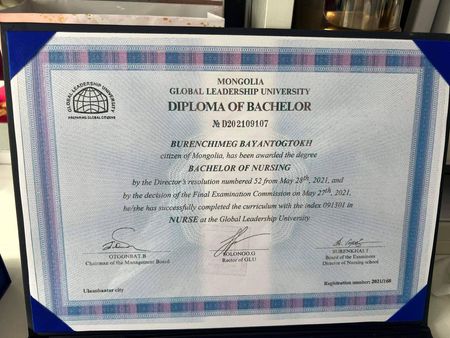 MONGOLIA
GLOBAL LEADERSHIP UNIVERSITY
GLOBAL LEADERSHIP UNIVERSITY
PREPARING GLOBAL CITIZENS
DIPLOMA OF BACHELOR
№ D202109107
BURENCHIMEG BAYANTOGTOKH
citizen of Mongolia, has been awarded the degree
BACHELOR OF NURSING
by the Director's resolution numbered 52 from May 28th, 2021, and
by the decision of the Final Examination Commission on May 27th, 2021,
he/she has successfully completed the curriculum with the index 091301 in
NURSE at the Global Leadership University
OTGONBAT.B
Chairman of the Management Board
SOLONGO.G
Rector of GLU
SURENKHAI.T
Board of the Examiners
Director of Nursing school
Ulaanbaatar city
Registration number: 2021/168